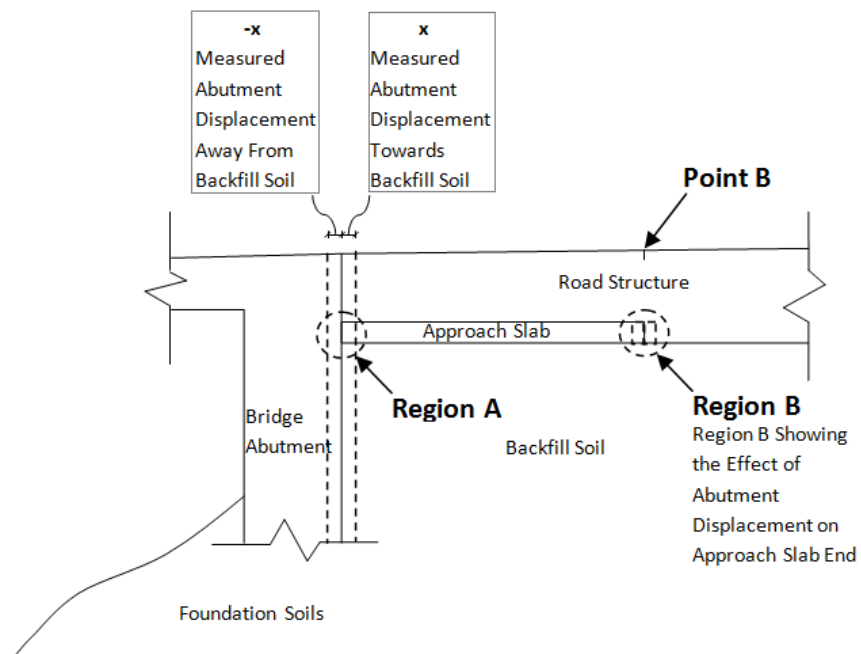 -x
Measured
Abutment
Displacement
Away From
Backfill Soil
x
Measured
Abutment
Displacement
Towards
Backfill Soil
Point B
Road Structure
Approach Slab
Region A
Region B
Bridge
Abutment
Backfill Soil
Region B Showing
the Effect of
Abutment
Displacement on
Approach Slab End
Foundation Soils